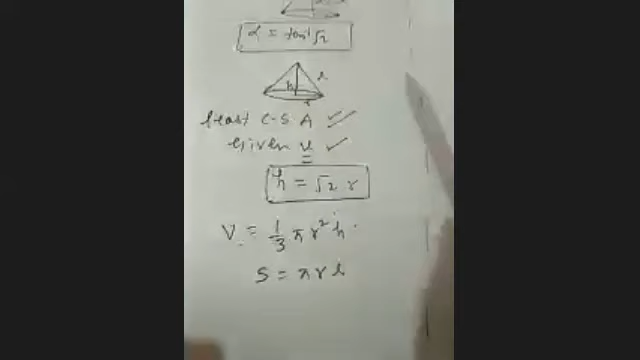 α = tan⁻¹√2
h
l
r
least C.S.A
Given V
h = √2 r
V = 1/3 π r² h
S = π r l